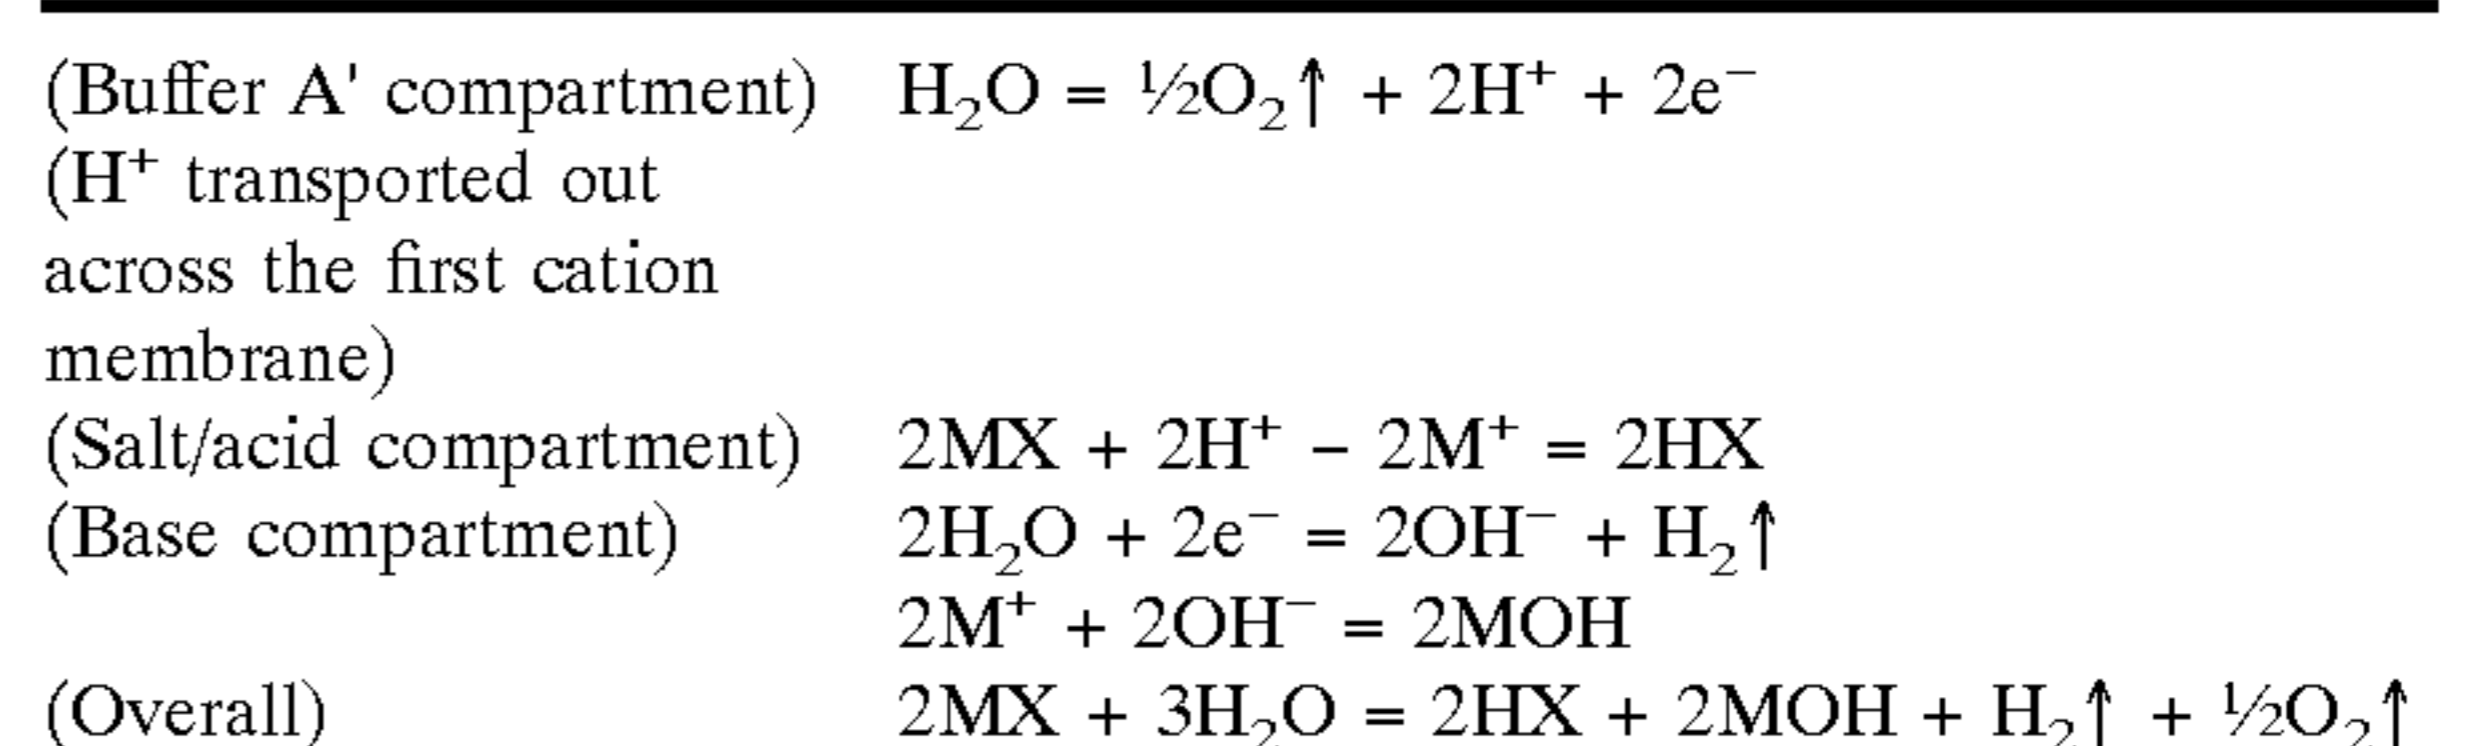 (Buffer A' compartment) H₂O = ½O₂↑ + 2H⁺ + 2e⁻
(H⁺ transported out
across the first cation
membrane)
(Salt/acid compartment) 2MX + 2H⁺ − 2M⁺ = 2HX
(Base compartment) 2H₂O + 2e⁻ = 2OH⁻ + H₂↑
2M⁺ + 2OH⁻ = 2MOH
(Overall) 2MX + 3H₂O = 2HX + 2MOH + H₂↑ + ½O₂↑